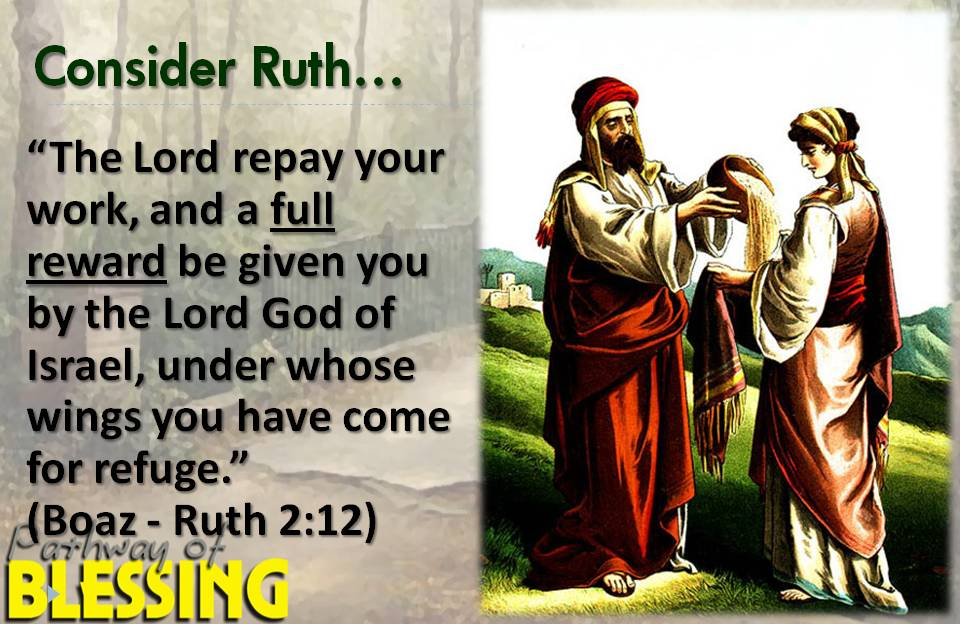 Consider Ruth...
“The Lord repay your
work, and a full
reward be given you
by the Lord God of
Israel, under whose
wings you have come
for refuge.”
(Boaz - Ruth 2:12)
Pathway of
BLESSING